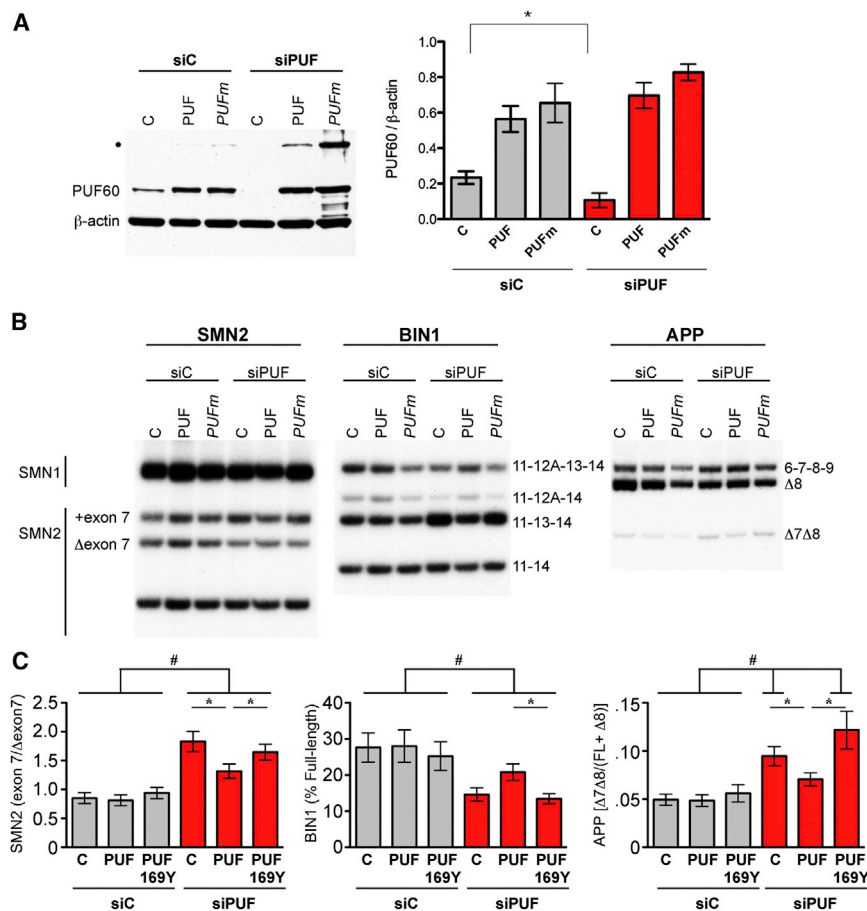 A
siC
siPUF
C
PUF
PUFm
C
PUF
PUFm
PUF60
β-actin
*
PUF60 / β-actin
1.0
0.8
0.6
0.4
0.2
0.0
C
PUF
PUFm
C
PUF
PUFm
siC
siPUF
B
SMN2
BIN1
APP
siC
siPUF
siC
siPUF
siC
siPUF
C
PUF
PUFm
C
PUF
PUFm
C
PUF
PUFm
C
PUF
PUFm
C
PUF
PUFm
C
PUF
PUFm
SMN1
SMN2
+exon 7
Δexon 7
11-12A-13-14
11-12A-14
11-13-14
11-14
6-7-8-9
Δ8
Δ7Δ8
C
#
* *
SMN2 (exon 7/Δexon7)
2.5
2.0
1.5
1.0
0.5
0
C PUF PUF C PUF PUF
169Y 169Y
siC siPUF
#
*
BIN1 (% Full-length)
40
30
20
10
0
C PUF PUF C PUF PUF
169Y 169Y
siC siPUF
#
* *
APP [Δ7Δ8/(FL+ Δ8)]
.15
.10
.05
0
C PUF PUF C PUF PUF
169Y 169Y
siC siPUF